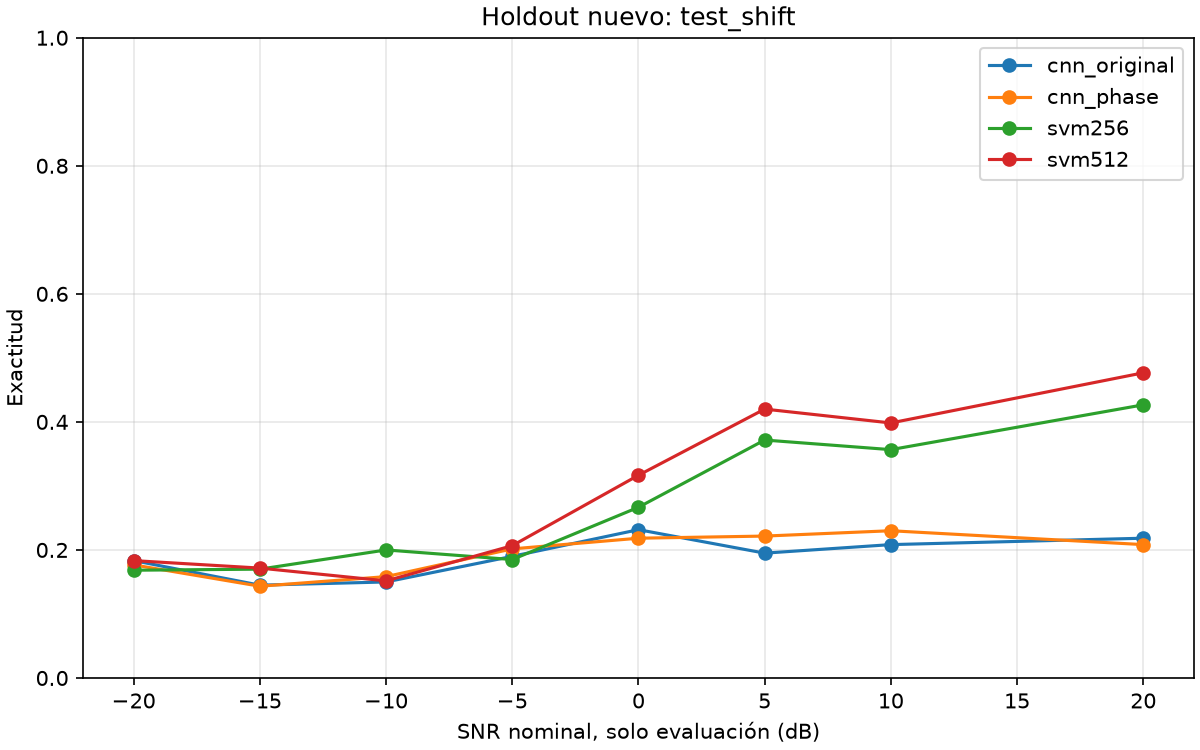 Holdout nuevo: test_shift
1.0
0.8
0.6
0.4
0.2
0.0
Exactitud
cnn_original
cnn_phase
svm256
svm512
−20 −15 −10 −5 0 5 10 15 20
SNR nominal, solo evaluación (dB)